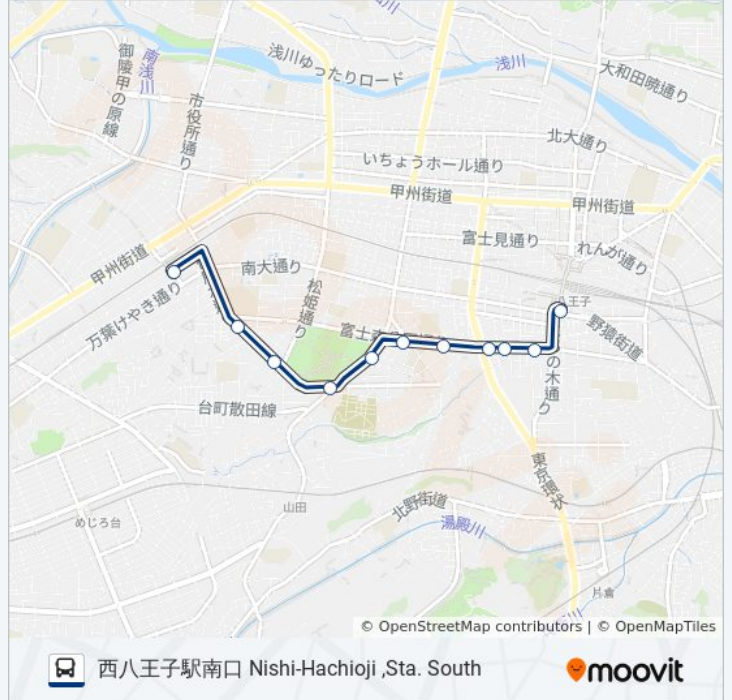 浅川ゆったりロード
浅川
南浅川
御陵甲の原線
大和田暁通り
市役所通り
北大通り
いちょうホール通り
甲州街道
甲州街道
富士見通り
れんが通り
甲州街道
南大通り
松姫通り
万葉けやき通り
八王子
野猿街道
の木通り
台町散田線
東京環状
北野街道
湯殿川
山田
めじろ台
片倉
© OpenStreetMap contributors | © OpenMapTiles
西八王子駅南口 Nishi-Hachioji ,Sta. South
moovit